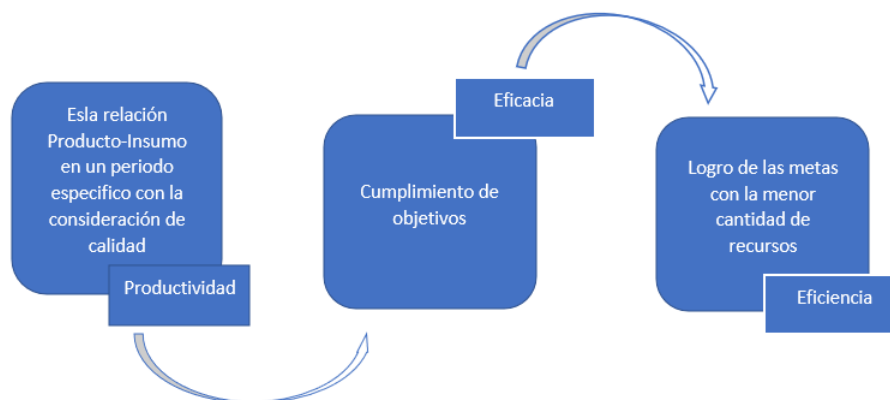 Esla relación
Producto-Insumo
en un periodo
especifico con la
consideración de
calidad
Productividad
Eficacia
Cumplimiento de
objetivos
Logro de las metas
con la menor
cantidad de
recursos
Eficiencia